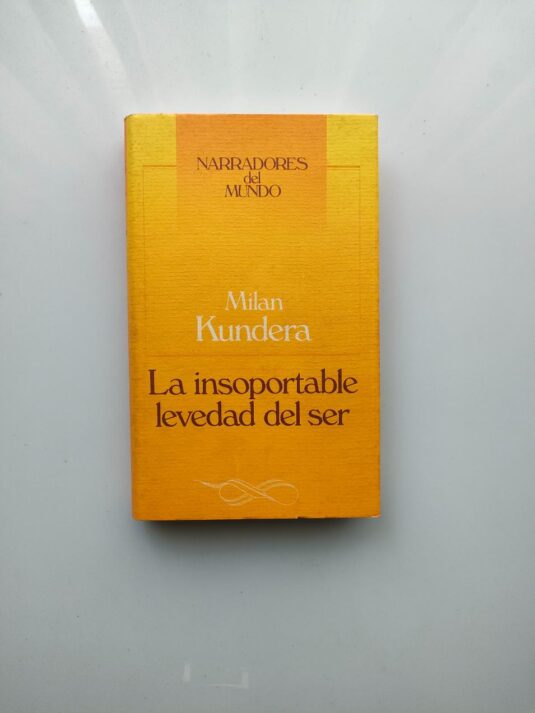 NARRADORES
del
MUNDO
Milan
Kundera
La insoportable
levedad del ser